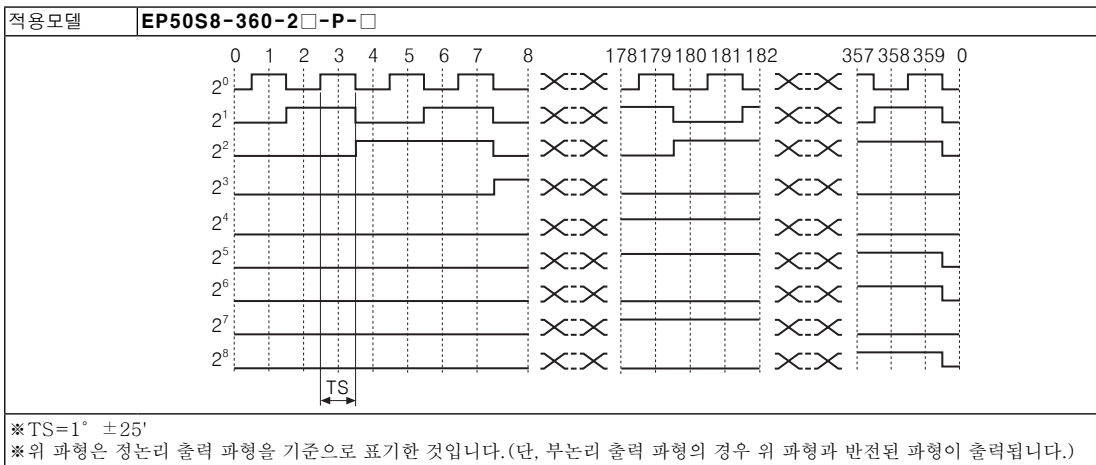 적용모델 EP50S8-360-2□-P-□
0 1 2 3 4 5 6 7 8 178 179 180 181 182 357 358 359 0
2⁰
2¹
2²
2³
2⁴
2⁵
2⁶
2⁷
2⁸
TS
※TS=1° ±25'
※위 파형은 정논리 출력 파형을 기준으로 표기한 것입니다.(단, 부논리 출력 파형의 경우 위 파형과 반전된 파형이 출력됩니다.)